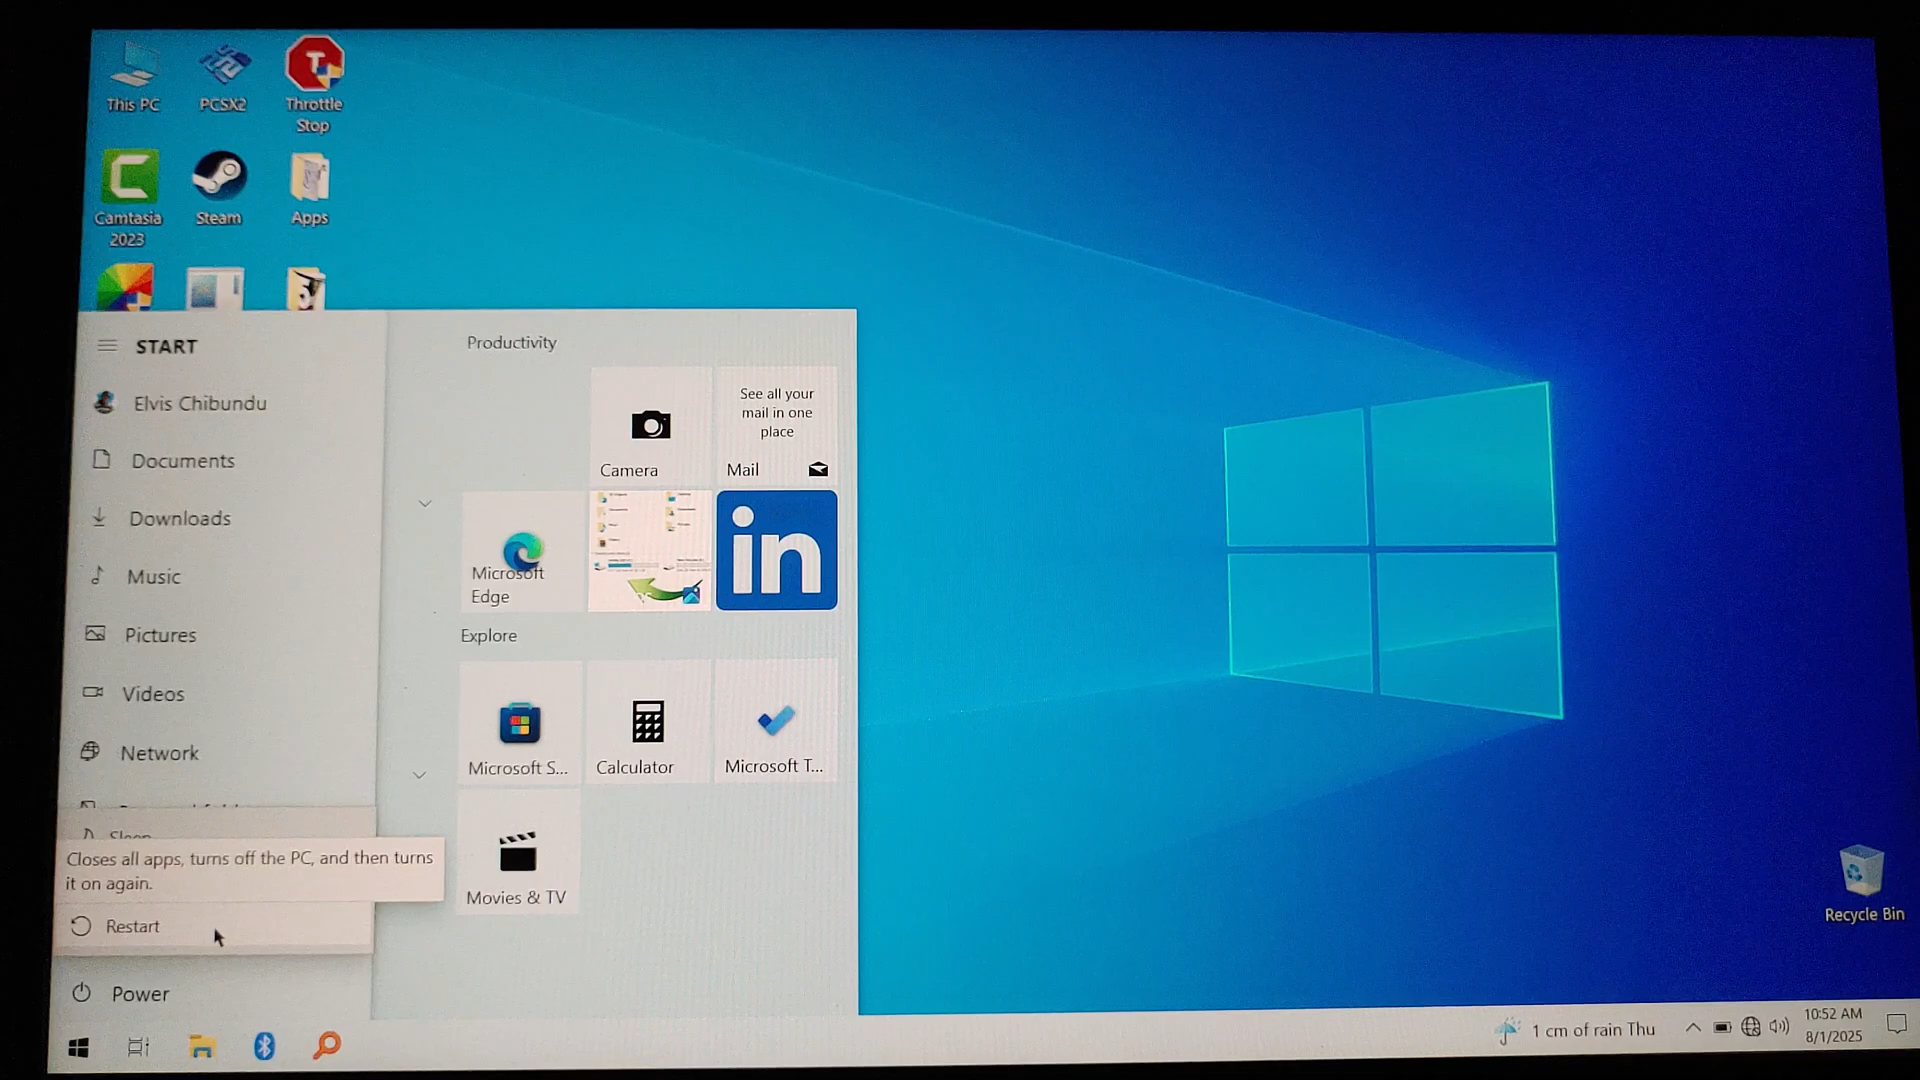 This PC
PCSX2
Throttle
Stop
Camtasia
2023
Steam
Apps
START
Elvis Chibundu
Documents
Downloads
Music
Pictures
Videos
Network
Sleep
Closes all apps, turns off the PC, and then turns
it on again.
Restart
Power
Productivity
Camera
See all your
mail in one
place
Mail
Microsoft
Edge
in
Explore
Microsoft S...
Calculator
Microsoft T...
Movies & TV
Recycle Bin
1 cm of rain Thu
10:52 AM
8/1/2025